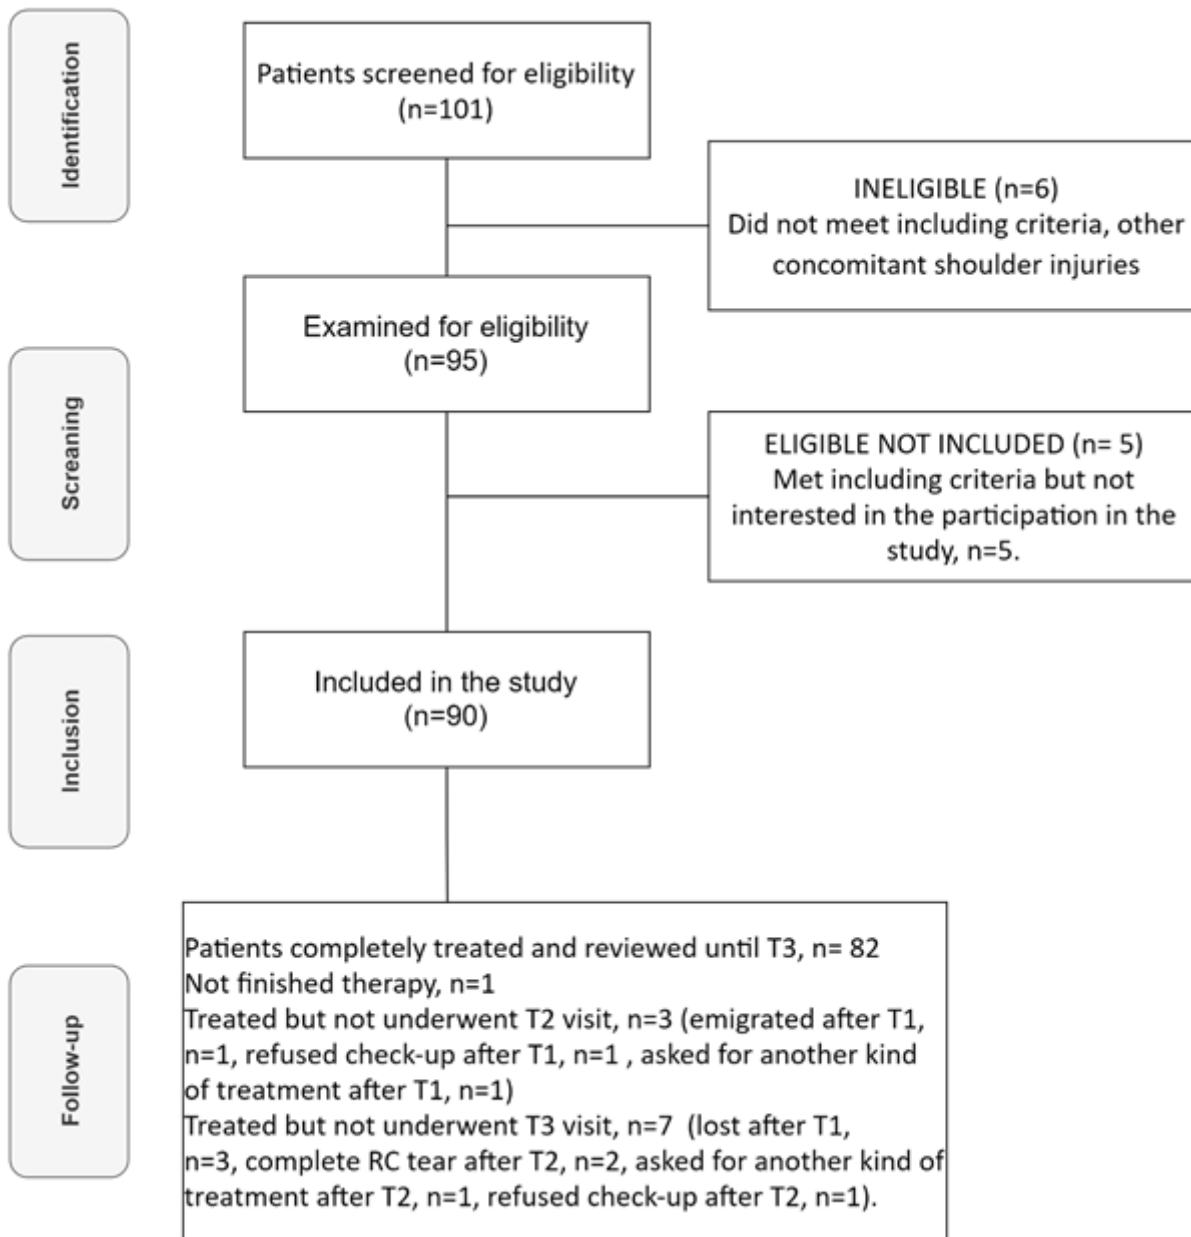 Identification
Patients screened for eligibility
(n=101)
INELIGIBLE (n=6)
Did not meet including criteria, other
concomitant shoulder injuries
Screaning
Examined for eligibility
(n=95)
ELIGIBLE NOT INCLUDED (n= 5)
Met including criteria but not
interested in the participation in the
study, n=5.
Inclusion
Included in the study
(n=90)
Follow-up
Patients completely treated and reviewed until T3, n= 82
Not finished therapy, n=1
Treated but not underwent T2 visit, n=3 (emigrated after T1,
n=1, refused check-up after T1, n=1 , asked for another kind
of treatment after T1, n=1)
Treated but not underwent T3 visit, n=7  (lost after T1,
n=3, complete RC tear after T2, n=2, asked for another kind of
treatment after T2, n=1, refused check-up after T2, n=1).